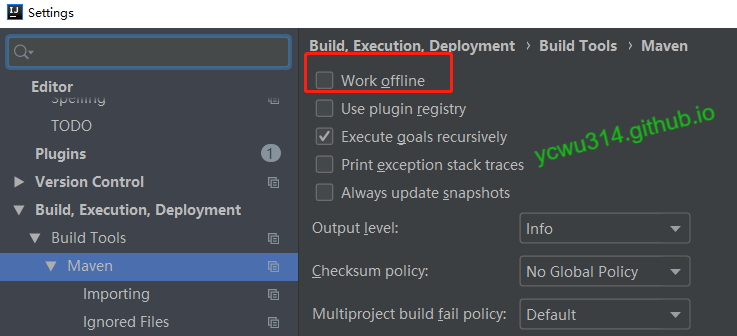 IJ Settings
Build, Execution, Deployment › Build Tools › Maven
Editor
Spelling
TODO
Plugins 1
Version Control
Build, Execution, Deployment
Build Tools
Maven
Importing
Ignored Files
Work offline
Use plugin registry
Execute goals recursively
Print exception stack traces
Always update snapshots
Output level: Info
Checksum policy: No Global Policy
Multiproject build fail policy: Default
ycwu314.github.io